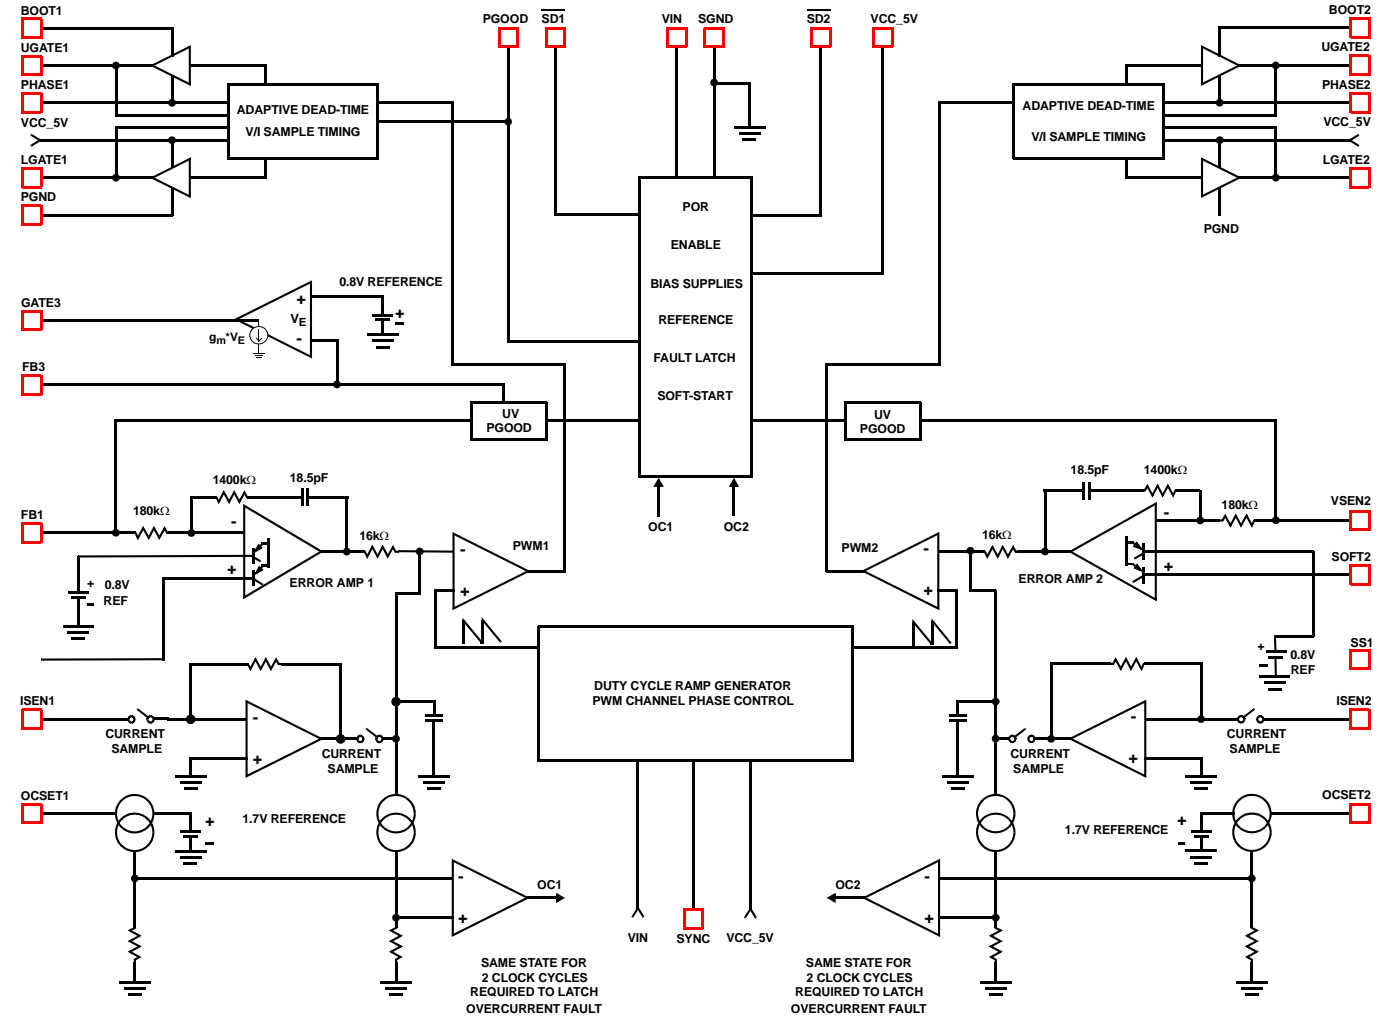 BOOT1
UGATE1
PHASE1
VCC_5V
LGATE1
PGND
ADAPTIVE DEAD-TIME
V/I SAMPLE TIMING
PGOOD
SD1
VIN
SGND
SD2
VCC_5V
BOOT2
UGATE2
PHASE2
VCC_5V
LGATE2
ADAPTIVE DEAD-TIME
V/I SAMPLE TIMING
PGND
POR
ENABLE
BIAS SUPPLIES
REFERENCE
FAULT LATCH
SOFT-START
OC1
OC2
GATE3
FB3
0.8V REFERENCE
+
VE
gm*VE
-
+
-
UV
PGOOD
UV
PGOOD
FB1
180kΩ
1400kΩ
18.5pF
-
+
ERROR AMP 1
16kΩ
+
-
0.8V
REF
-
+
PWM1
18.5pF
1400kΩ
180kΩ
VSEN2
SOFT2
-
+
ERROR AMP 2
16kΩ
PWM2
-
+
+
-
0.8V
REF
SS1
DUTY CYCLE RAMP GENERATOR
PWM CHANNEL PHASE CONTROL
ISEN1
CURRENT
SAMPLE
-
+
CURRENT
SAMPLE
CURRENT
SAMPLE
-
+
CURRENT
SAMPLE
ISEN2
OCSET1
+
-
1.7V REFERENCE
-
+
OC1
OC2
-
+
1.7V REFERENCE
+
-
OCSET2
VIN
SYNC
VCC_5V
SAME STATE FOR
2 CLOCK CYCLES
REQUIRED TO LATCH
OVERCURRENT FAULT
SAME STATE FOR
2 CLOCK CYCLES
REQUIRED TO LATCH
OVERCURRENT FAULT